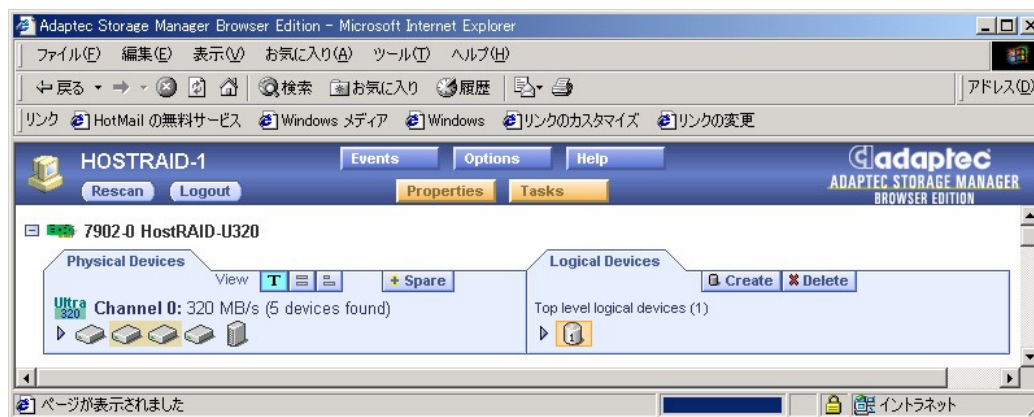 Adaptec Storage Manager Browser Edition - Microsoft Internet Explorer
ファイル(F) 編集(E) 表示(V) お気に入り(A) ツール(T) ヘルプ(H)
戻る 検索 お気に入り 履歴 アドレス(D)
リンク HotMail の無料サービス Windows メディア Windows リンクのカスタマイズ リンクの変更
HOSTRAID-1 Events Options Help adaptec
Rescan Logout Properties Tasks ADAPTEC STORAGE MANAGER
BROWSER EDITION
7902-0 HostRAID-U320
Physical Devices Logical Devices
View T + Spare Create Delete
Ultra 320 Channel 0: 320 MB/s (5 devices found) Top level logical devices (1)
1
ページが表示されました イントラネット